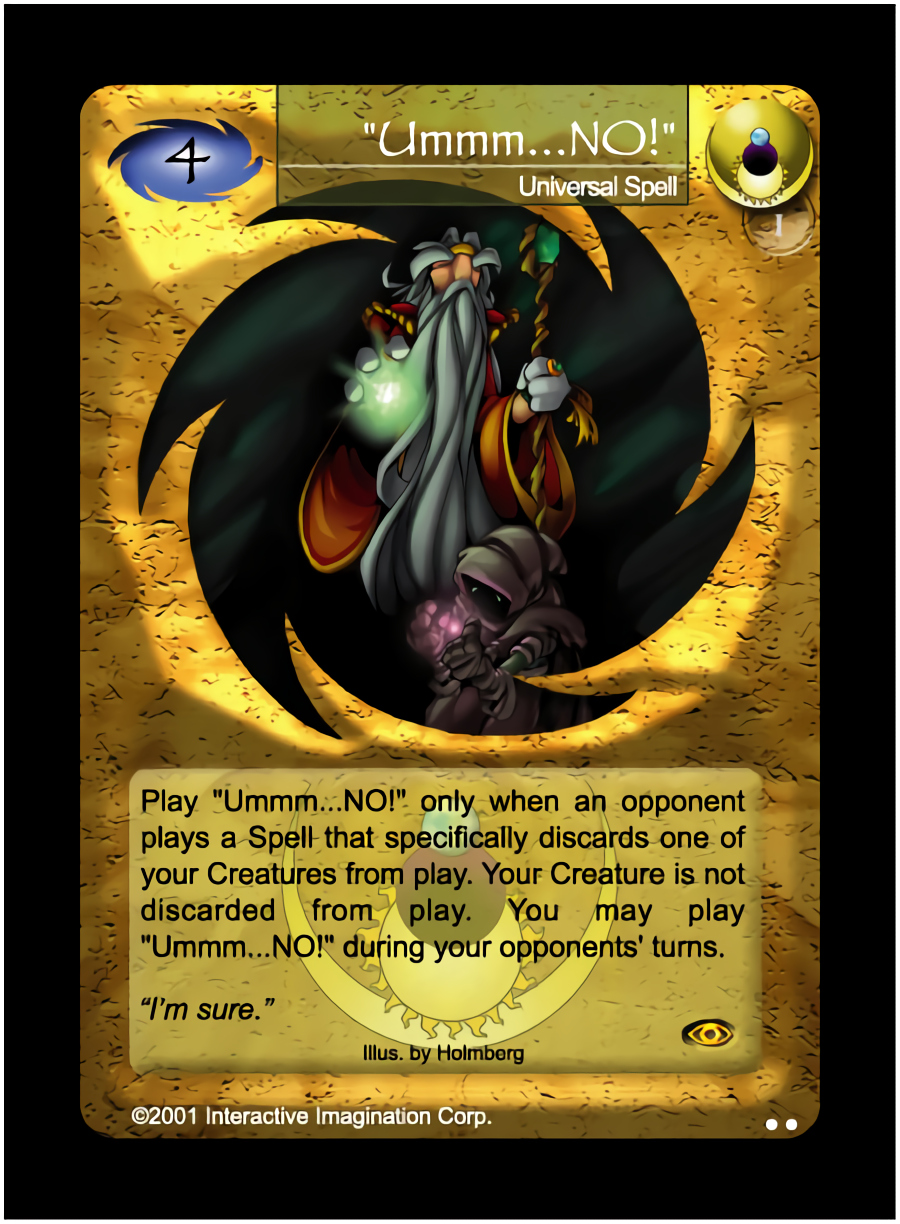 4
"Ummm...NO!"
Universal Spell
I
Play "Ummm...NO!" only when an opponent
plays a Spell that specifically discards one of
your Creatures from play. Your Creature is not
discarded from play. You may play
"Ummm...NO!" during your opponents' turns.
“I'm sure.”
Illus. by Holmberg
©2001 Interactive Imagination Corp.